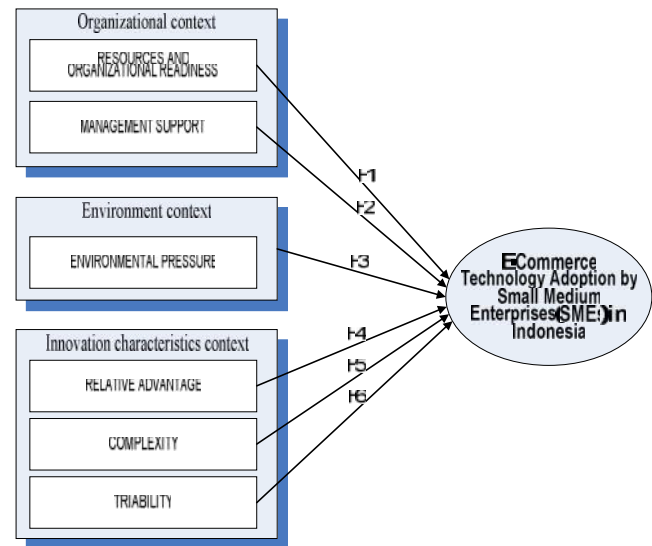 Organizational context
RESOURCES AND
ORGANIZATIONAL READINESS
MANAGEMENT SUPPORT
H1
H2
Environment context
ENVIRONMENTAL PRESSURE
H3
E-Commerce
Technology Adoption by
Small Medium
Enterprises(SMEs)in
Indonesia
Innovation characteristics context
RELATIVE ADVANTAGE
COMPLEXITY
TRIABILITY
H4
H5
H6